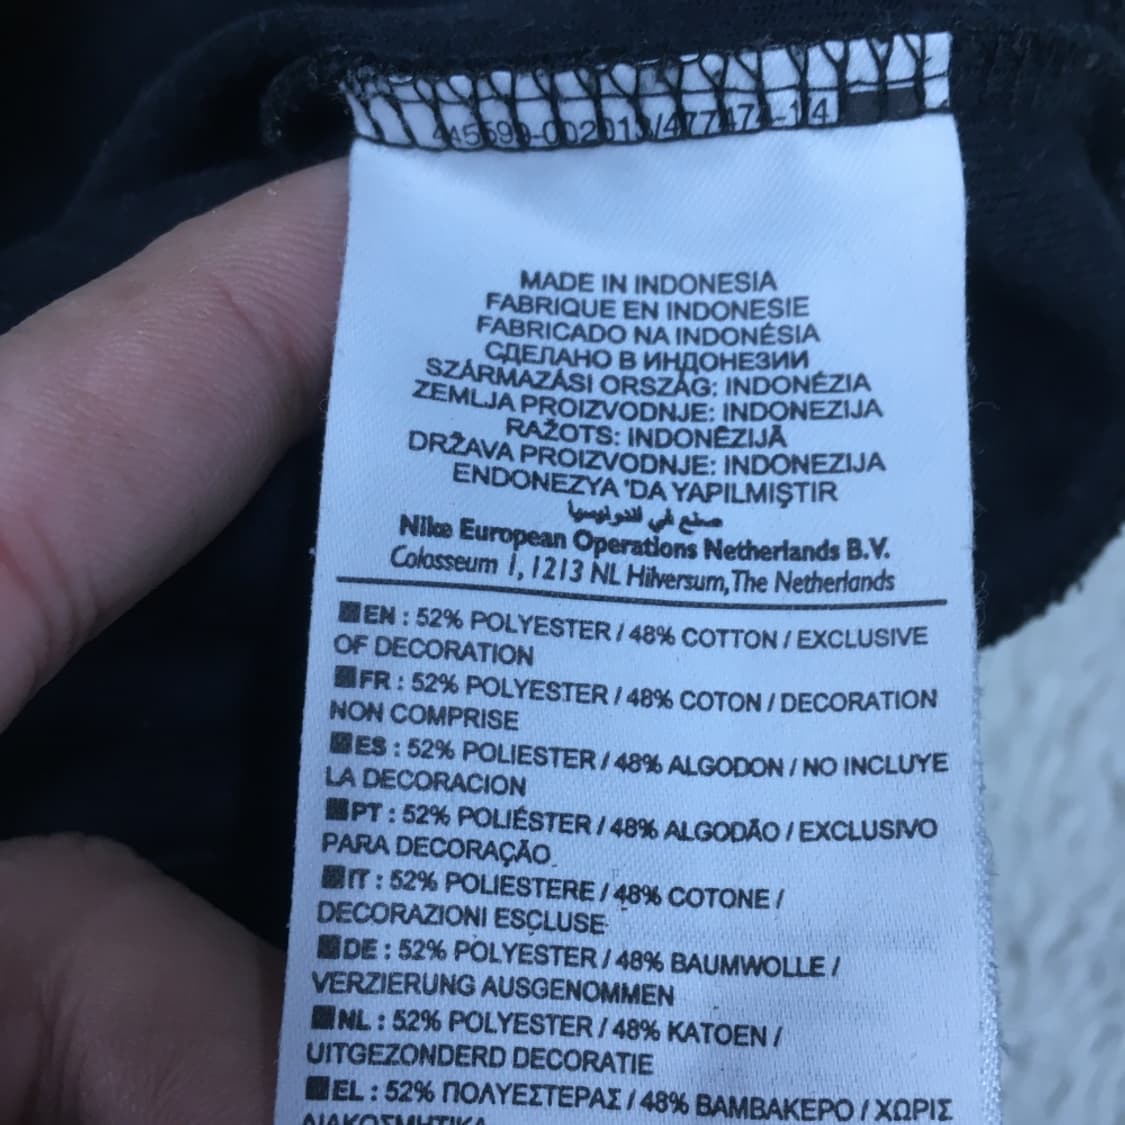 MADE IN INDONESIA
FABRIQUE EN INDONESIE
FABRICADO NA INDONÉSIA
СДЕЛАНО В ИНДОНЕЗИИ
SZÁRMAZÁSI ORSZÁG: INDONÉZIA
ZEMLJA PROIZVODNJE: INDONEZIJA
RAŽOTS: INDONĒZIJĀ
DRŽAVA PROIZVODNJE: INDONEZIJA
ENDONEZYA 'DA YAPILMIŞTIR
صنع في اندونيسيا
Nike European Operations Netherlands B.V.
Colosseum 1, 1213 NL Hilversum, The Netherlands
EN : 52% POLYESTER / 48% COTTON / EXCLUSIVE
OF DECORATION
FR : 52% POLYESTER / 48% COTON / DECORATION
NON COMPRISE
ES : 52% POLIESTER / 48% ALGODON / NO INCLUYE
LA DECORACION
PT : 52% POLIÉSTER / 48% ALGODÃO / EXCLUSIVO
PARA DECORAÇÃO
IT : 52% POLIESTERE / 48% COTONE /
DECORAZIONI ESCLUSE
DE : 52% POLYESTER / 48% BAUMWOLLE /
VERZIERUNG AUSGENOMMEN
NL : 52% POLYESTER / 48% KATOEN /
UITGEZONDERD DECORATIE
EL : 52% ΠΟΛΥΕΣΤΕΡΑΣ / 48% ΒΑΜΒΑΚΕΡΟ / ΧΩΡΙΣ